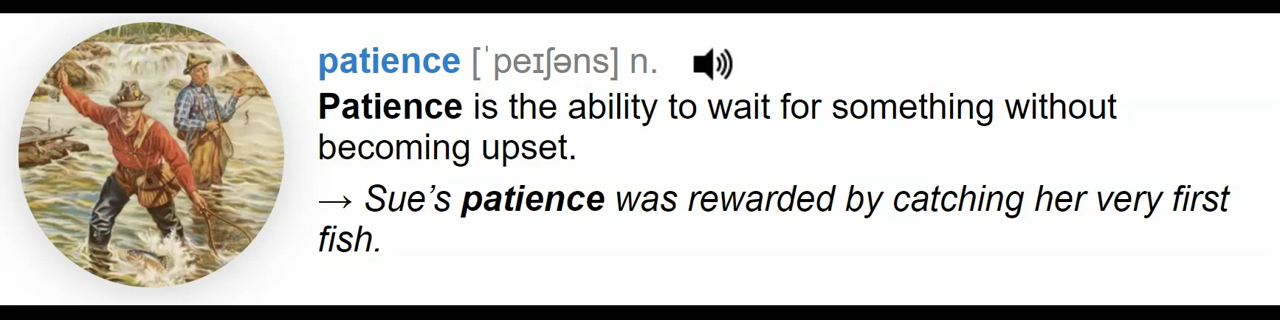 patience [ˈpeɪʃəns] n.
Patience is the ability to wait for something without
becoming upset.
→ Sue’s patience was rewarded by catching her very first
fish.